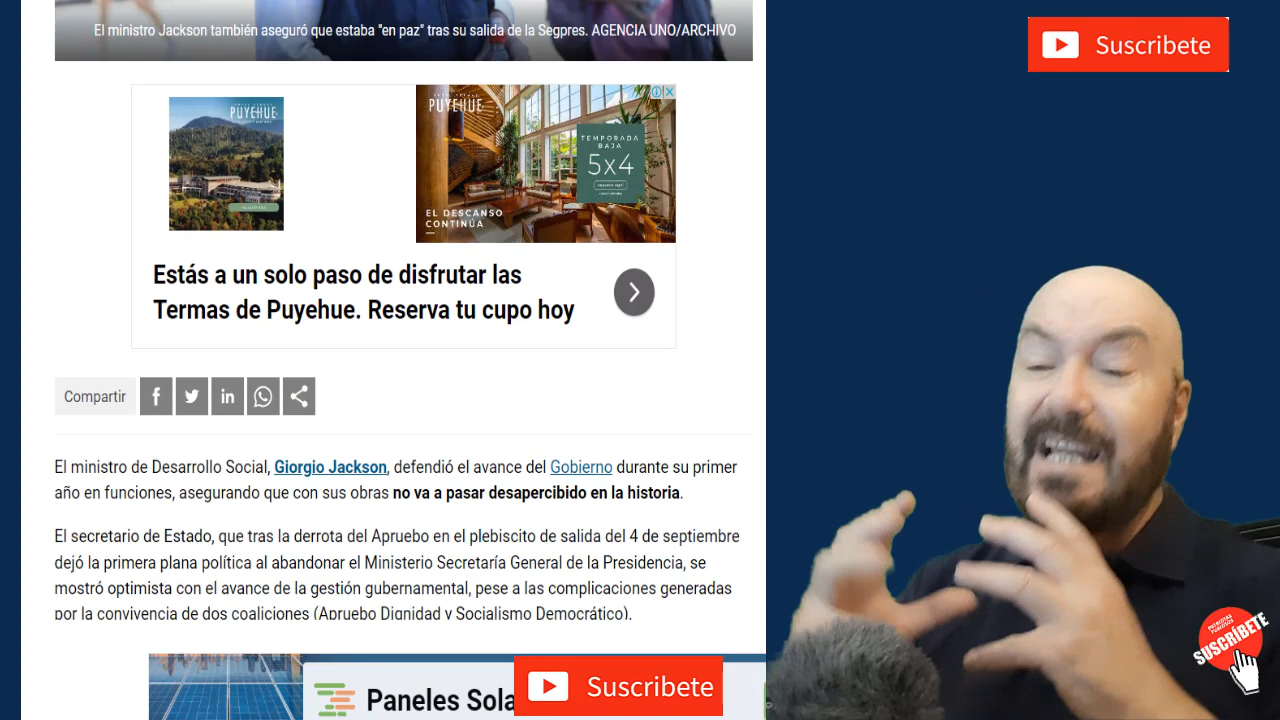 El ministro Jackson también aseguró que estaba "en paz" tras su salida de la Segpres. AGENCIA UNO/ARCHIVO
Suscribete
PUYEHUE
PUYEHUE
TEMPORADA
BAJA
5x4
EL DESCANSO
CONTINÚA
Estás a un solo paso de disfrutar las
Termas de Puyehue. Reserva tu cupo hoy
Compartir
El ministro de Desarrollo Social, Giorgio Jackson, defendió el avance del Gobierno durante su primer
año en funciones, asegurando que con sus obras no va a pasar desapercibido en la historia.
El secretario de Estado, que tras la derrota del Apruebo en el plebiscito de salida del 4 de septiembre
dejó la primera plana política al abandonar el Ministerio Secretaría General de la Presidencia, se
mostró optimista con el avance de la gestión gubernamental, pese a las complicaciones generadas
por la convivencia de dos coaliciones (Apruebo Dignidad y Socialismo Democrático).
Paneles Sola
Suscribete
PATRIOTAS
FURIOSOS
SUSCRÍBETE